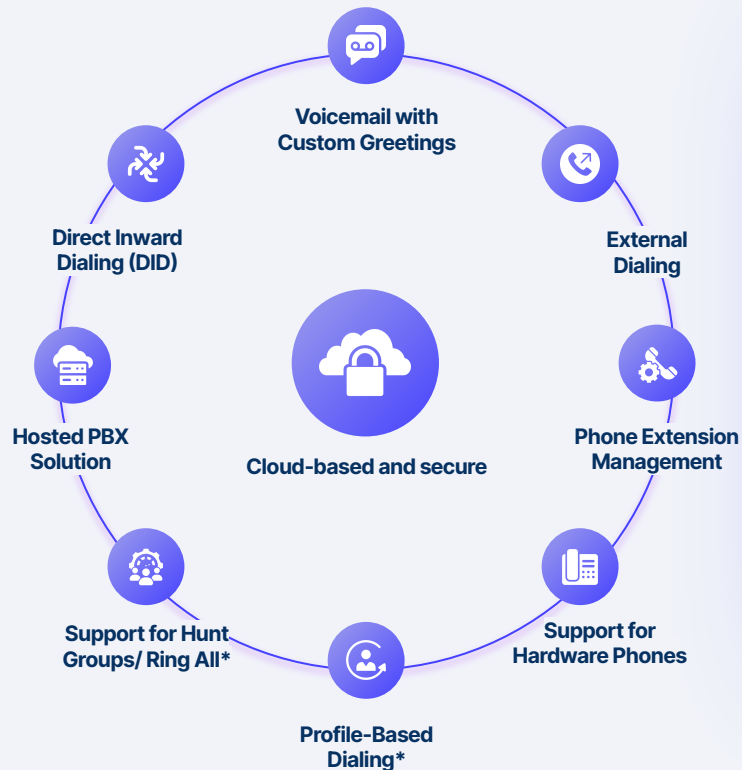 Voicemail with
Custom Greetings
Direct Inward
Dialing (DID)
External
Dialing
Hosted PBX
Solution
Cloud-based and secure
Phone Extension
Management
Support for Hunt
Groups/ Ring All*
Support for
Hardware Phones
Profile-Based
Dialing*